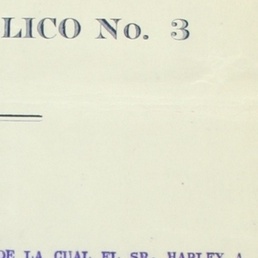 LICO No. 3
DE LA CUAL EL SR. HARLEY A.